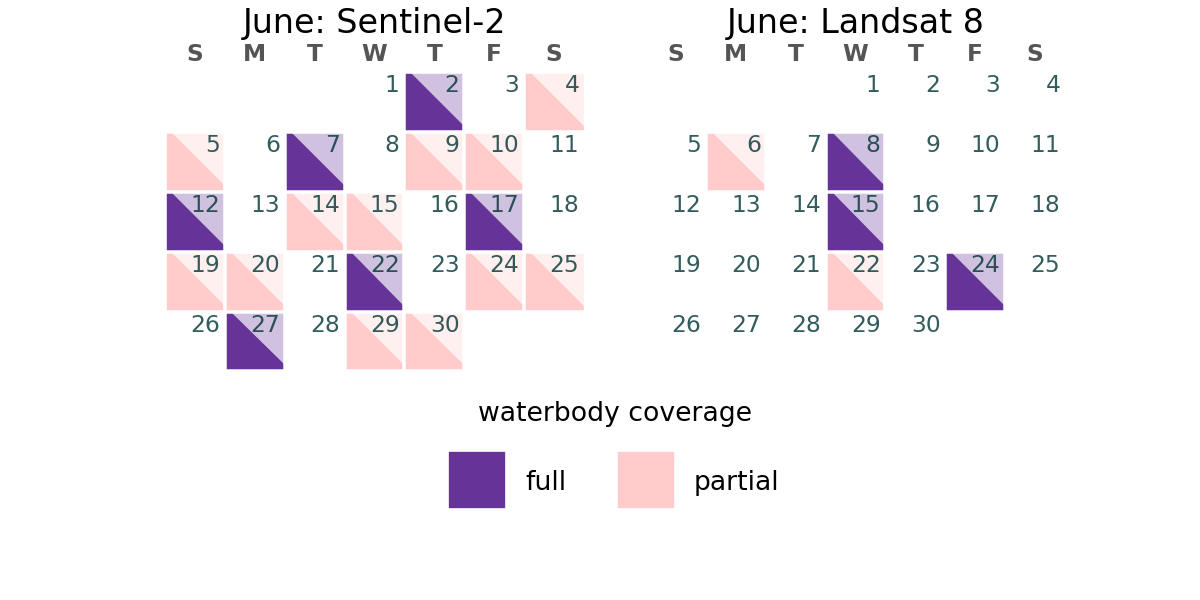 June: Sentinel-2
S M T W T F S
1 2 3 4
5 6 7 8 9 10 11
12 13 14 15 16 17 18
19 20 21 22 23 24 25
26 27 28 29 30
June: Landsat 8
S M T W T F S
1 2 3 4
5 6 7 8 9 10 11
12 13 14 15 16 17 18
19 20 21 22 23 24 25
26 27 28 29 30
waterbody coverage
full partial